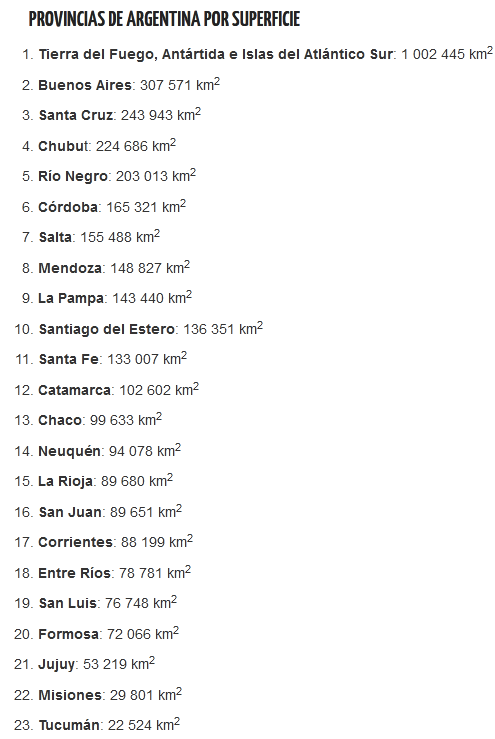 PROVINCIAS DE ARGENTINA POR SUPERFICIE
1. Tierra del Fuego, Antártida e Islas del Atlántico Sur: 1 002 445 km²
2. Buenos Aires: 307 571 km²
3. Santa Cruz: 243 943 km²
4. Chubut: 224 686 km²
5. Río Negro: 203 013 km²
6. Córdoba: 165 321 km²
7. Salta: 155 488 km²
8. Mendoza: 148 827 km²
9. La Pampa: 143 440 km²
10. Santiago del Estero: 136 351 km²
11. Santa Fe: 133 007 km²
12. Catamarca: 102 602 km²
13. Chaco: 99 633 km²
14. Neuquén: 94 078 km²
15. La Rioja: 89 680 km²
16. San Juan: 89 651 km²
17. Corrientes: 88 199 km²
18. Entre Ríos: 78 781 km²
19. San Luis: 76 748 km²
20. Formosa: 72 066 km²
21. Jujuy: 53 219 km²
22. Misiones: 29 801 km²
23. Tucumán: 22 524 km²